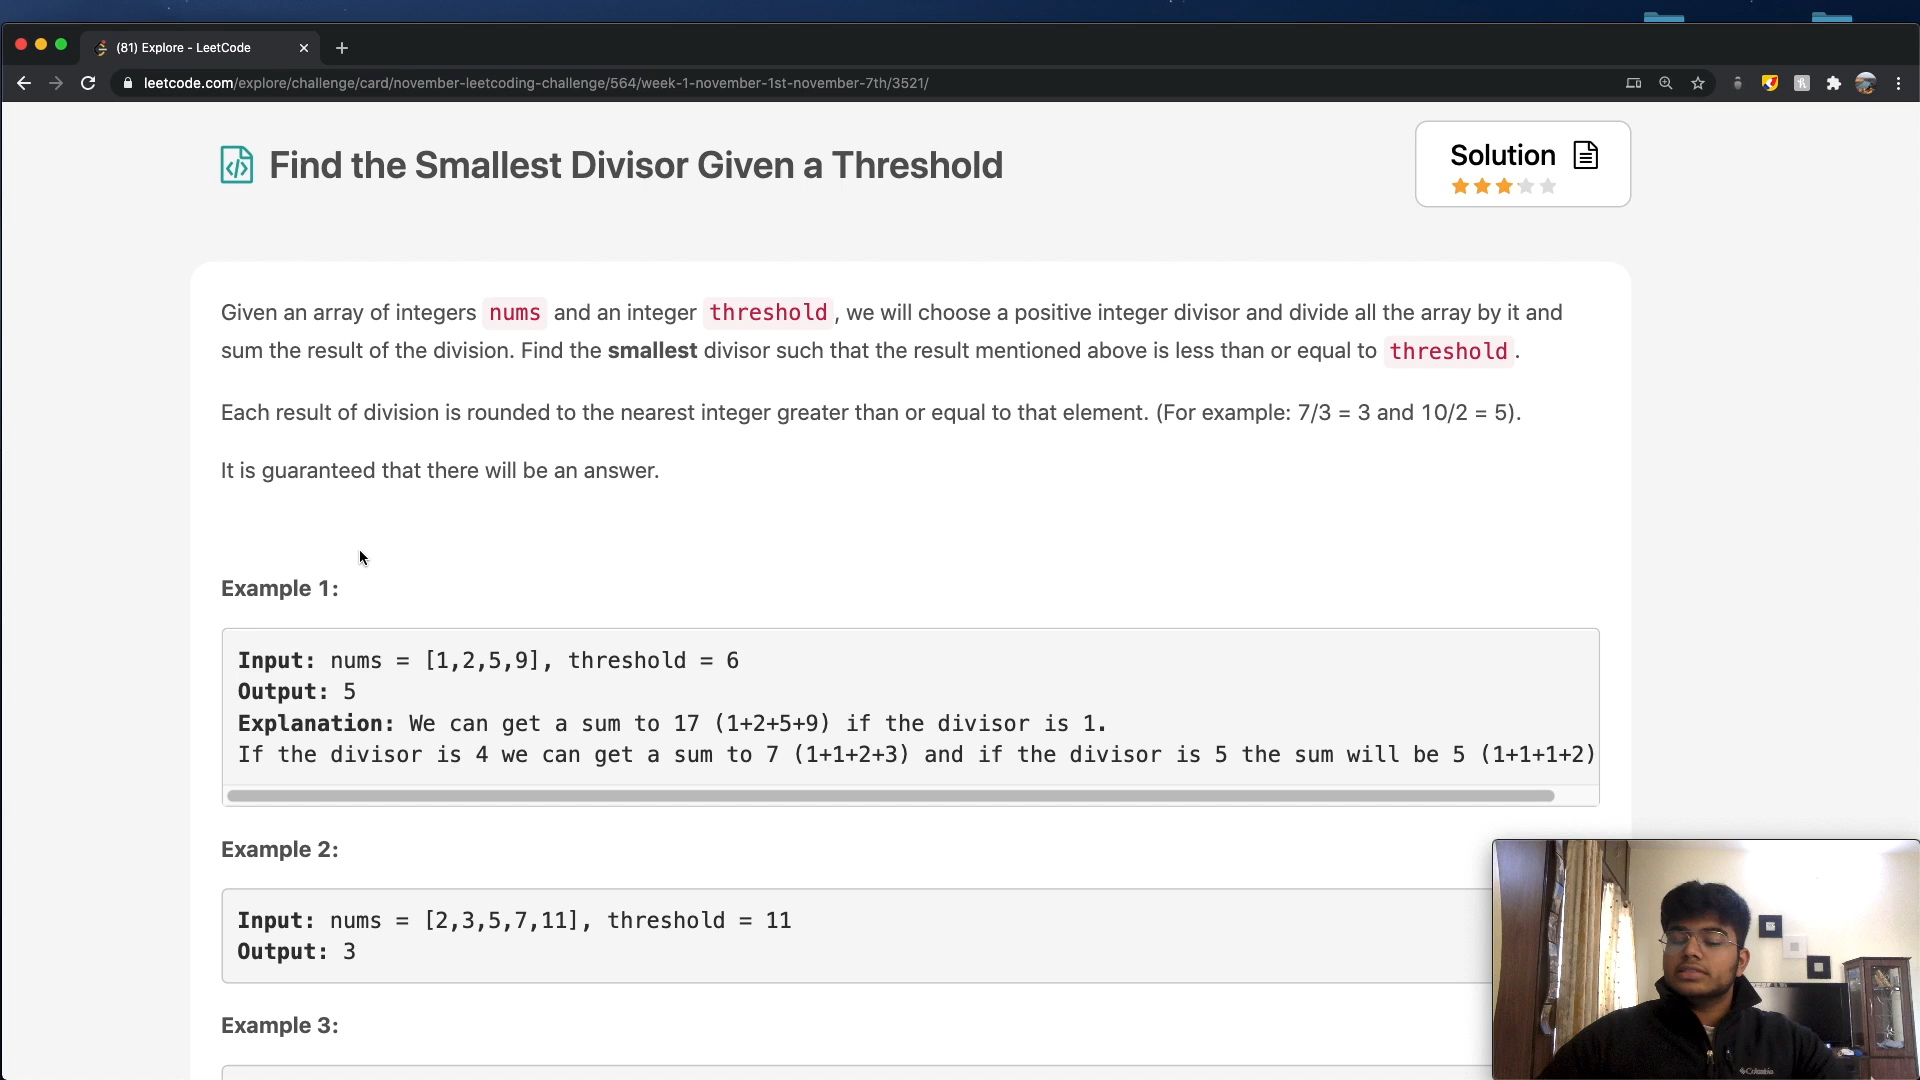 (81) Explore - LeetCode
leetcode.com/explore/challenge/card/november-leetcoding-challenge/564/week-1-november-1st-november-7th/3521/
Find the Smallest Divisor Given a Threshold
Solution
Given an array of integers nums and an integer threshold, we will choose a positive integer divisor and divide all the array by it and
sum the result of the division. Find the smallest divisor such that the result mentioned above is less than or equal to threshold.
Each result of division is rounded to the nearest integer greater than or equal to that element. (For example: 7/3 = 3 and 10/2 = 5).
It is guaranteed that there will be an answer.
Example 1:
Input: nums = [1,2,5,9], threshold = 6
Output: 5
Explanation: We can get a sum to 17 (1+2+5+9) if the divisor is 1.
If the divisor is 4 we can get a sum to 7 (1+1+2+3) and if the divisor is 5 the sum will be 5 (1+1+1+2)
Example 2:
Input: nums = [2,3,5,7,11], threshold = 11
Output: 3
Example 3:
Columbia